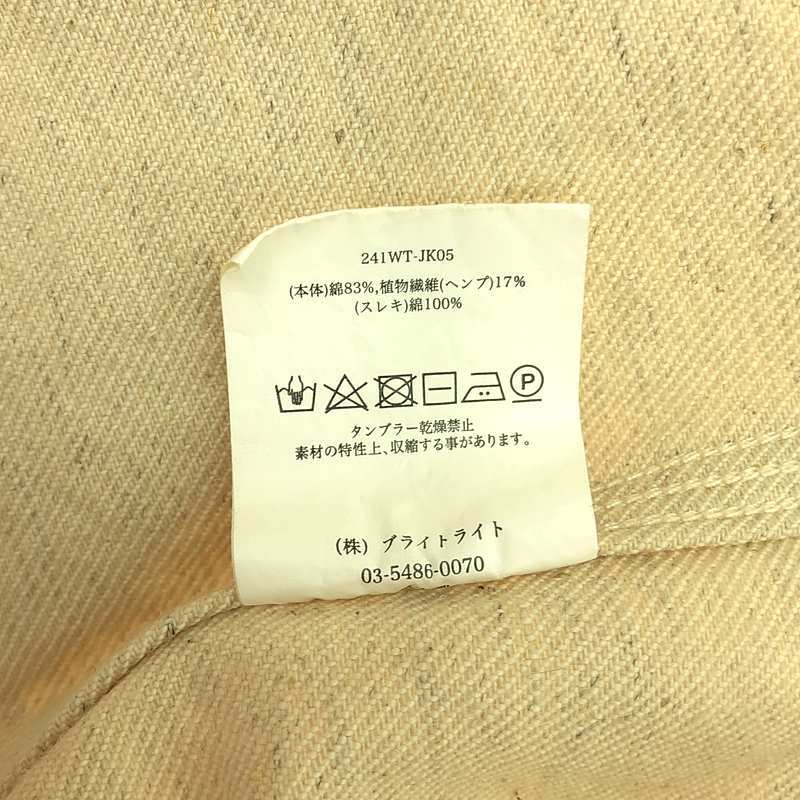 241WT-JK05
(本体)綿83%,植物繊維(ヘンプ)17%
(スレキ)綿100%
P
タンブラー乾燥禁止
素材の特性上、収縮する事があります。
(株) ブライトライト
03-5486-0070